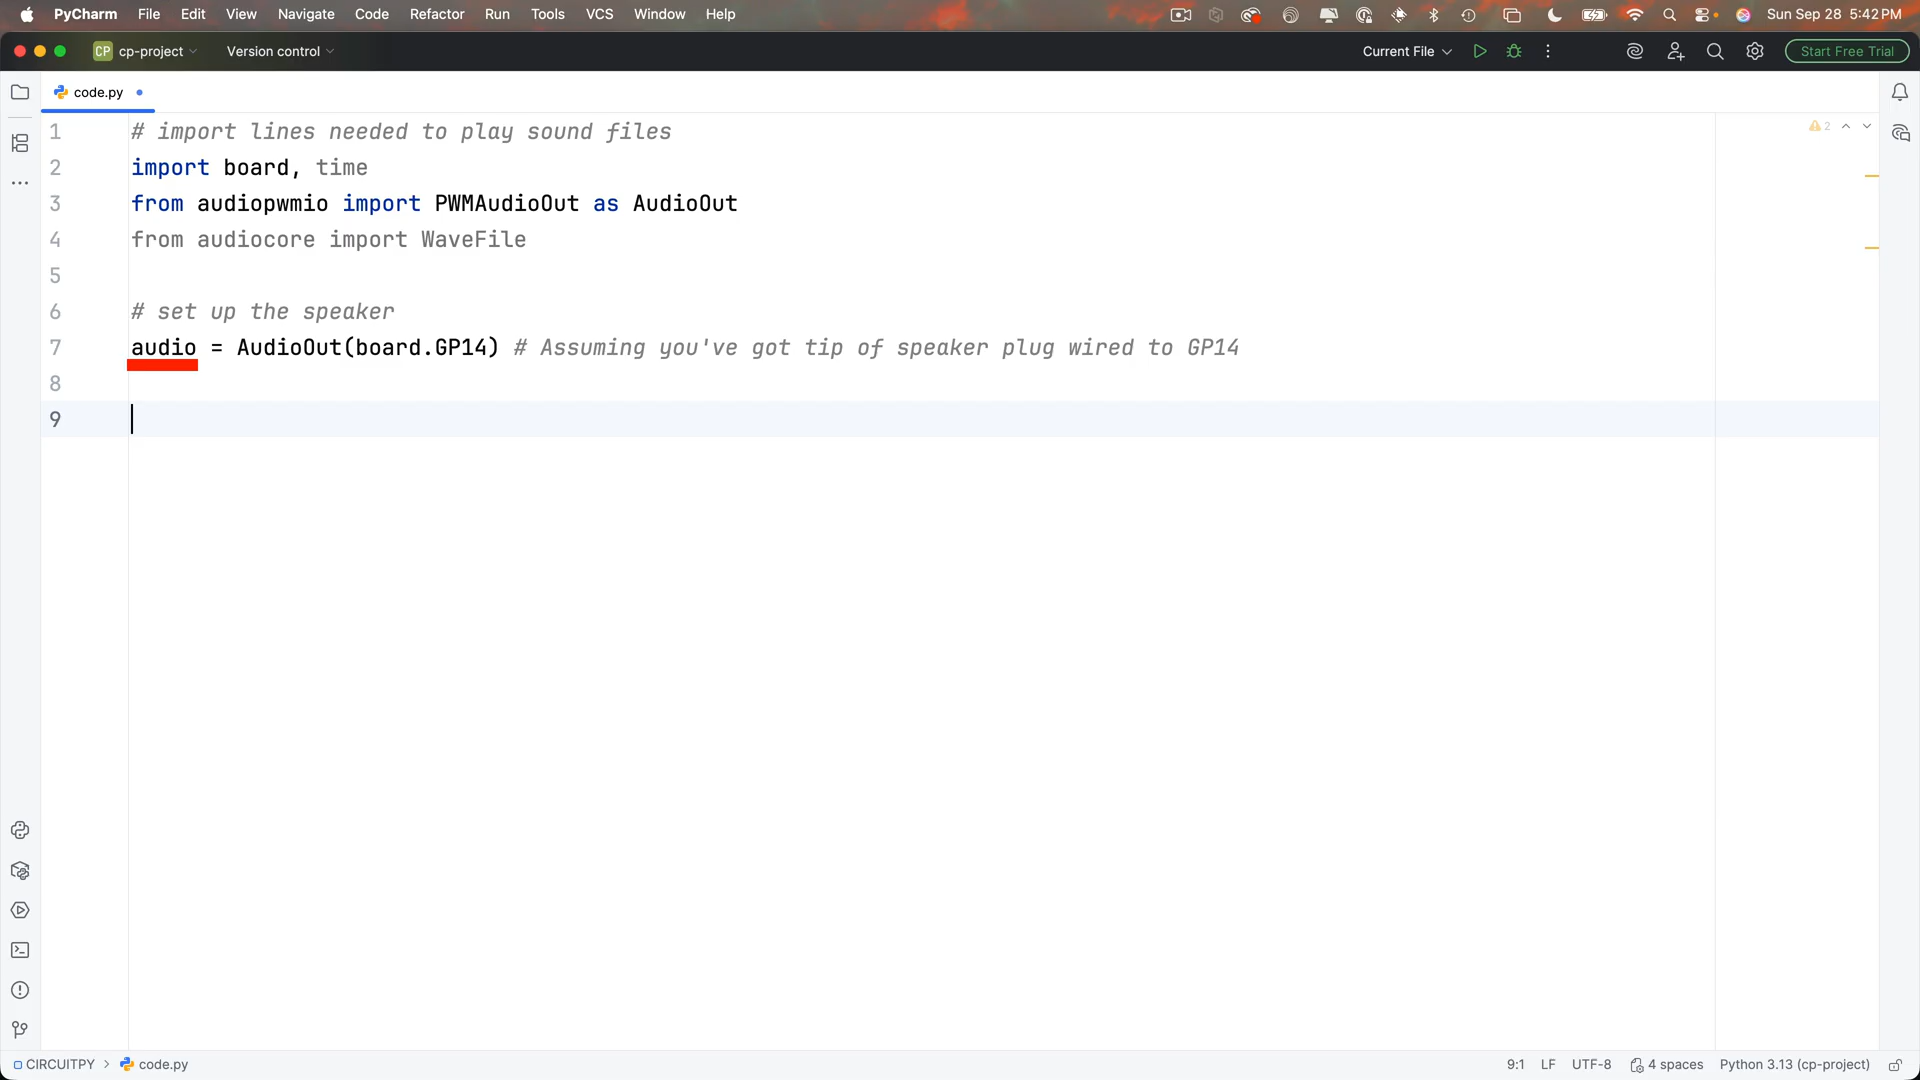 PyCharm File Edit View Navigate Code Refactor Run Tools VCS Window Help Sun Sep 28 5:42 PM
CP cp-project Version control Current File Start Free Trial
code.py
1 # import lines needed to play sound files
2 import board, time
3 from audiopwmio import PWMAudioOut as AudioOut
4 from audiocore import WaveFile
5
6 # set up the speaker
7 audio = AudioOut(board.GP14) # Assuming you've got tip of speaker plug wired to GP14
8
9
2
CIRCUITPY > code.py 9:1 LF UTF-8 4 spaces Python 3.13 (cp-project)